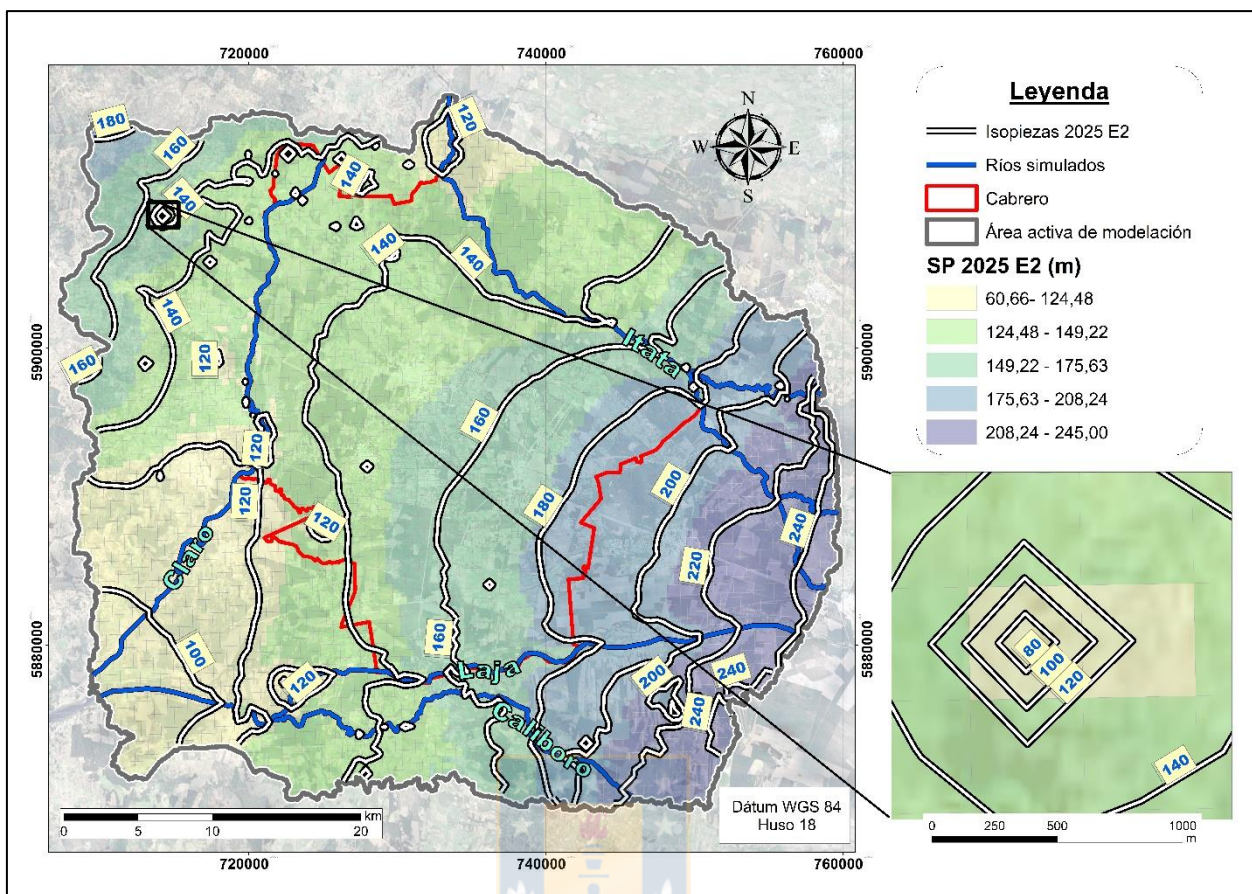 720000
740000
760000
180
160
120
140
140
N
W
E
S
140
140
140
Itata
160
120
5900000
5900000
160
180
200
120
120
120
240
220
Claro
100
160
5880000
5880000
120
Laja
200
240
240
Caliboro
km
0
5
10
20
Dátum WGS 84
Huso 18
720000
740000
760000
Leyenda
Isopiezas 2025 E2
Ríos simulados
Cabrero
Área activa de modelación
SP 2025 E2 (m)
60,66- 124,48
124,48 - 149,22
149,22 - 175,63
175,63 - 208,24
208,24 - 245,00
80
100
120
140
0
250
500
1000
m